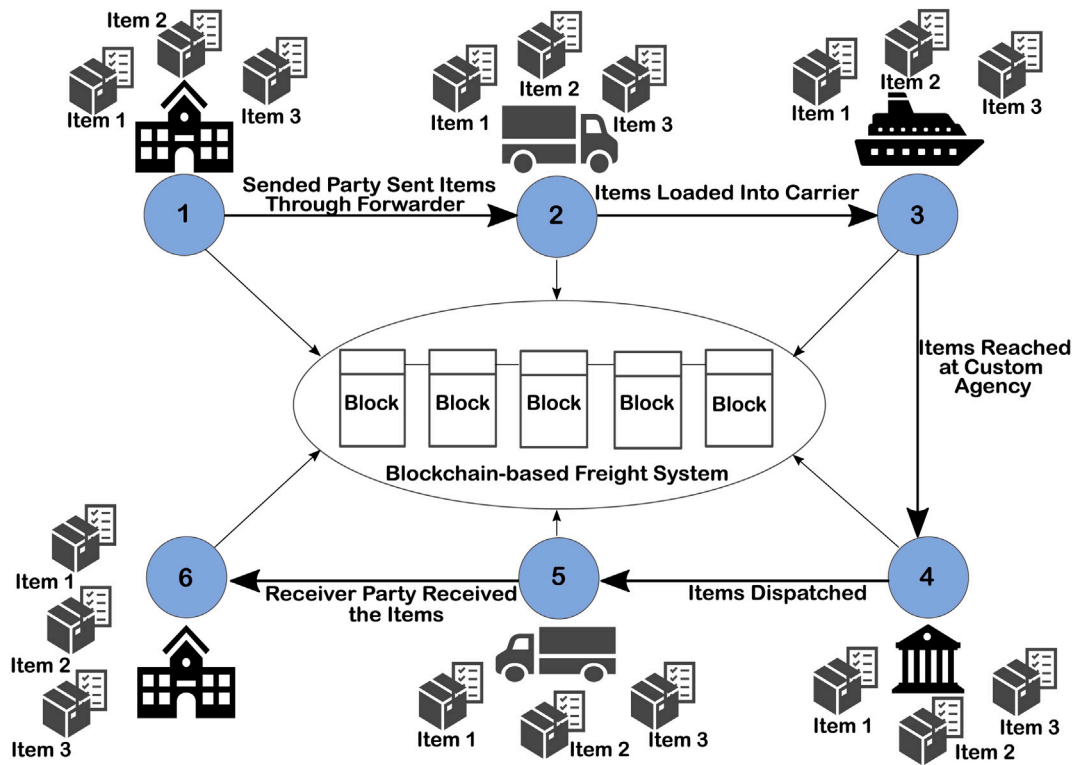 Item 2
Item 1
Item 3
Item 1
Item 2
Item 3
Item 1
Item 2
Item 3
1
Sended Party Sent Items
Through Forwarder
2
Items Loaded Into Carrier
3
Items Reached
at Custom
Agency
Block
Block
Block
Block
Block
Blockchain-based Freight System
6
Receiver Party Received
the Items
5
Items Dispatched
4
Item 1
Item 2
Item 3
Item 1
Item 2
Item 3
Item 1
Item 2
Item 3